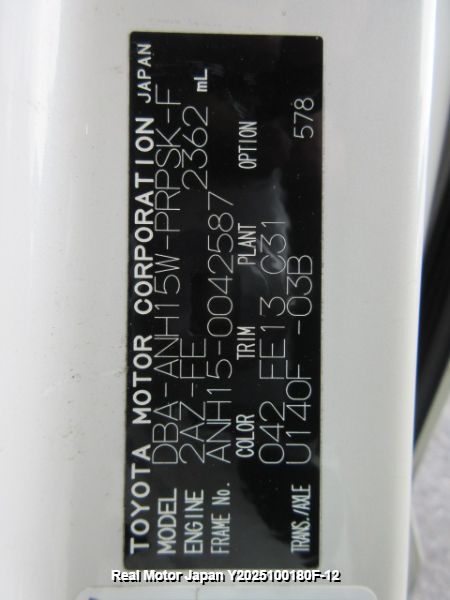 TOYOTA MOTOR CORPORATION JAPAN
MODEL DBA-ANH15W-PRPSK-F
ENGINE 2AZ-FE 2362 mL
FRAME No. ANH15-0042587
COLOR TRIM PLANT OPTION
042 FE13 C31 578
TRANS./AXLE U140F -03B
Real Motor Japan Y2025100180F-12